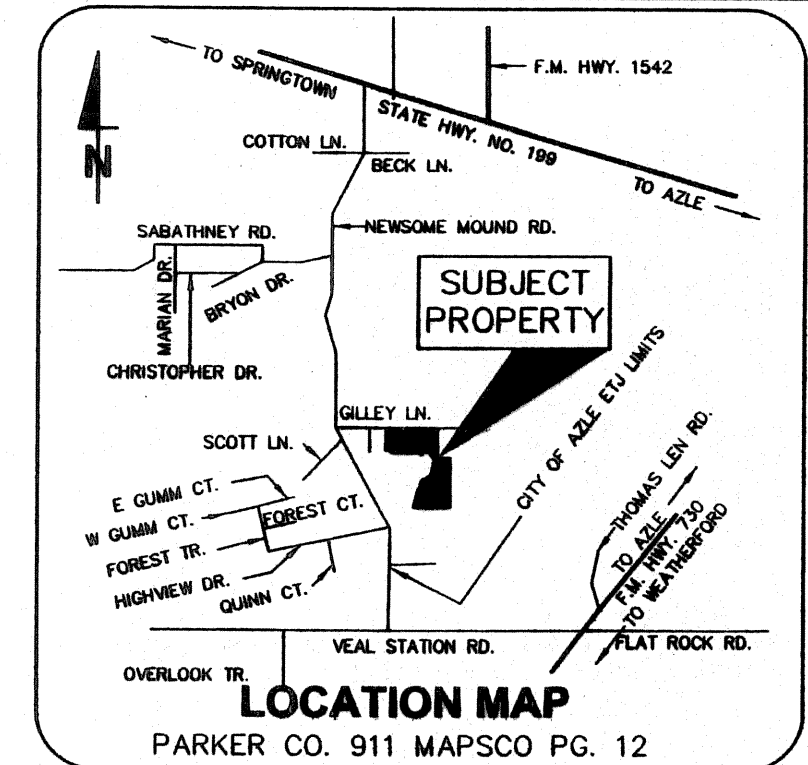 TO SPRINGTOWN
F.M. HWY. 1542
STATE HWY. NO. 199
COTTON LN.
BECK LN.
TO AZLE
N
NEWSOME MOUND RD.
SABATHNEY RD.
MARIAN DR.
BRYON DR.
SUBJECT
PROPERTY
CHRISTOPHER DR.
GILLEY LN.
CITY OF AZLE ETJ LIMITS
SCOTT LN.
THOMAS LEN RD.
E GUMM CT.
W GUMM CT.
FOREST CT.
FOREST TR.
HIGHVIEW DR.
QUINN CT.
TO AZLE
F.M. HWY. 730
TO WEATHERFORD
VEAL STATION RD.
FLAT ROCK RD.
OVERLOOK TR.
LOCATION MAP
PARKER CO. 911 MAPSCO PG. 12